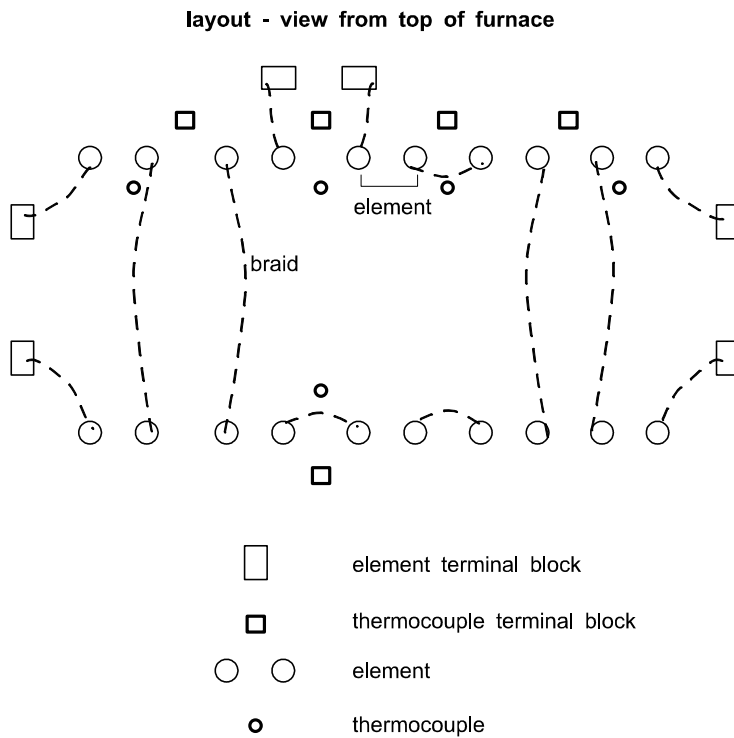 layout - view from top of furnace
element
braid
element terminal block
thermocouple terminal block
element
thermocouple